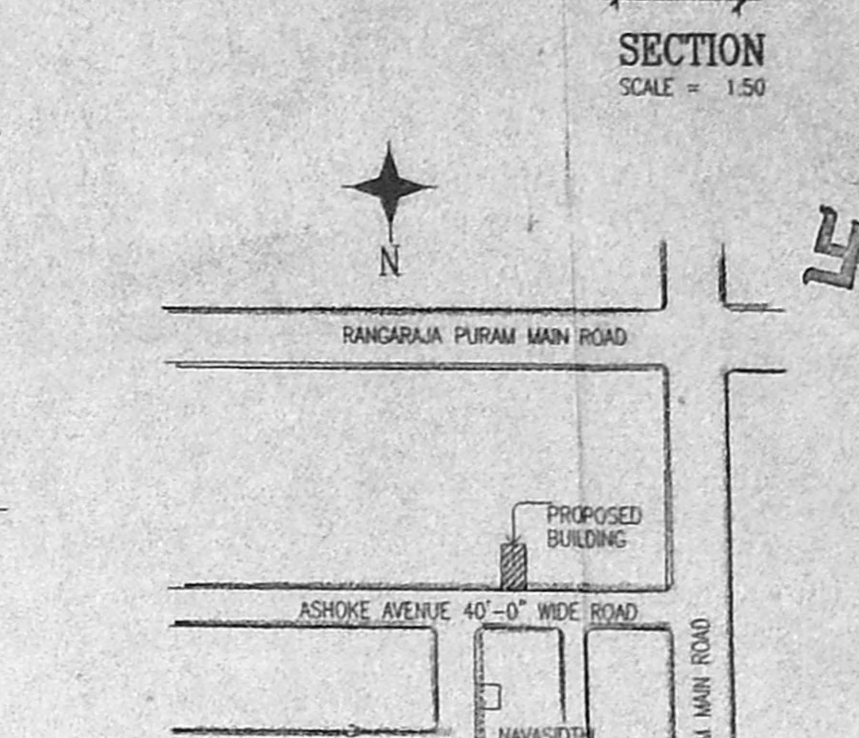 SECTION
SCALE = 1:50
N
RANGARAJA PURAM MAIN ROAD
PROPOSED
BUILDING
ASHOKE AVENUE 40'-0" WIDE ROAD
MAIN ROAD